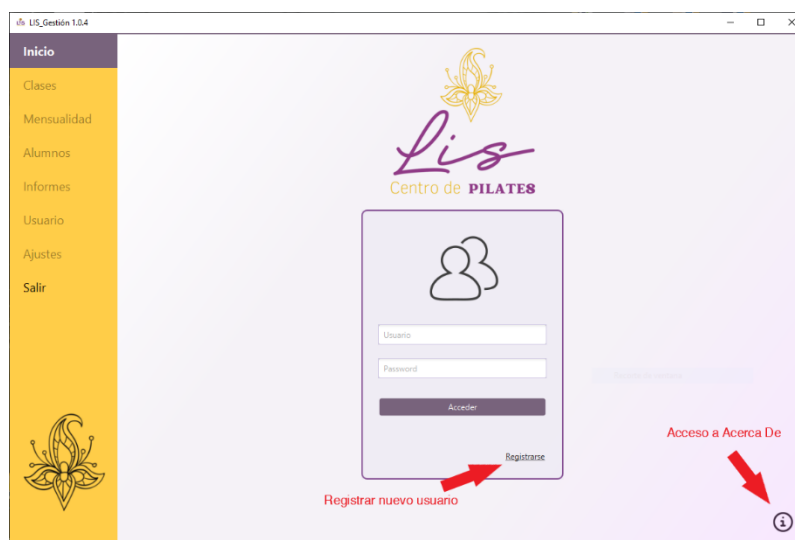 LIS_Gestión 1.0.4
Inicio
Clases
Mensualidad
Alumnos
Informes
Usuario
Ajustes
Salir
Lis
Centro de PILATES
Usuario
Password
Acceder
Registrarse
Registrar nuevo usuario
Acceso a Acerca De